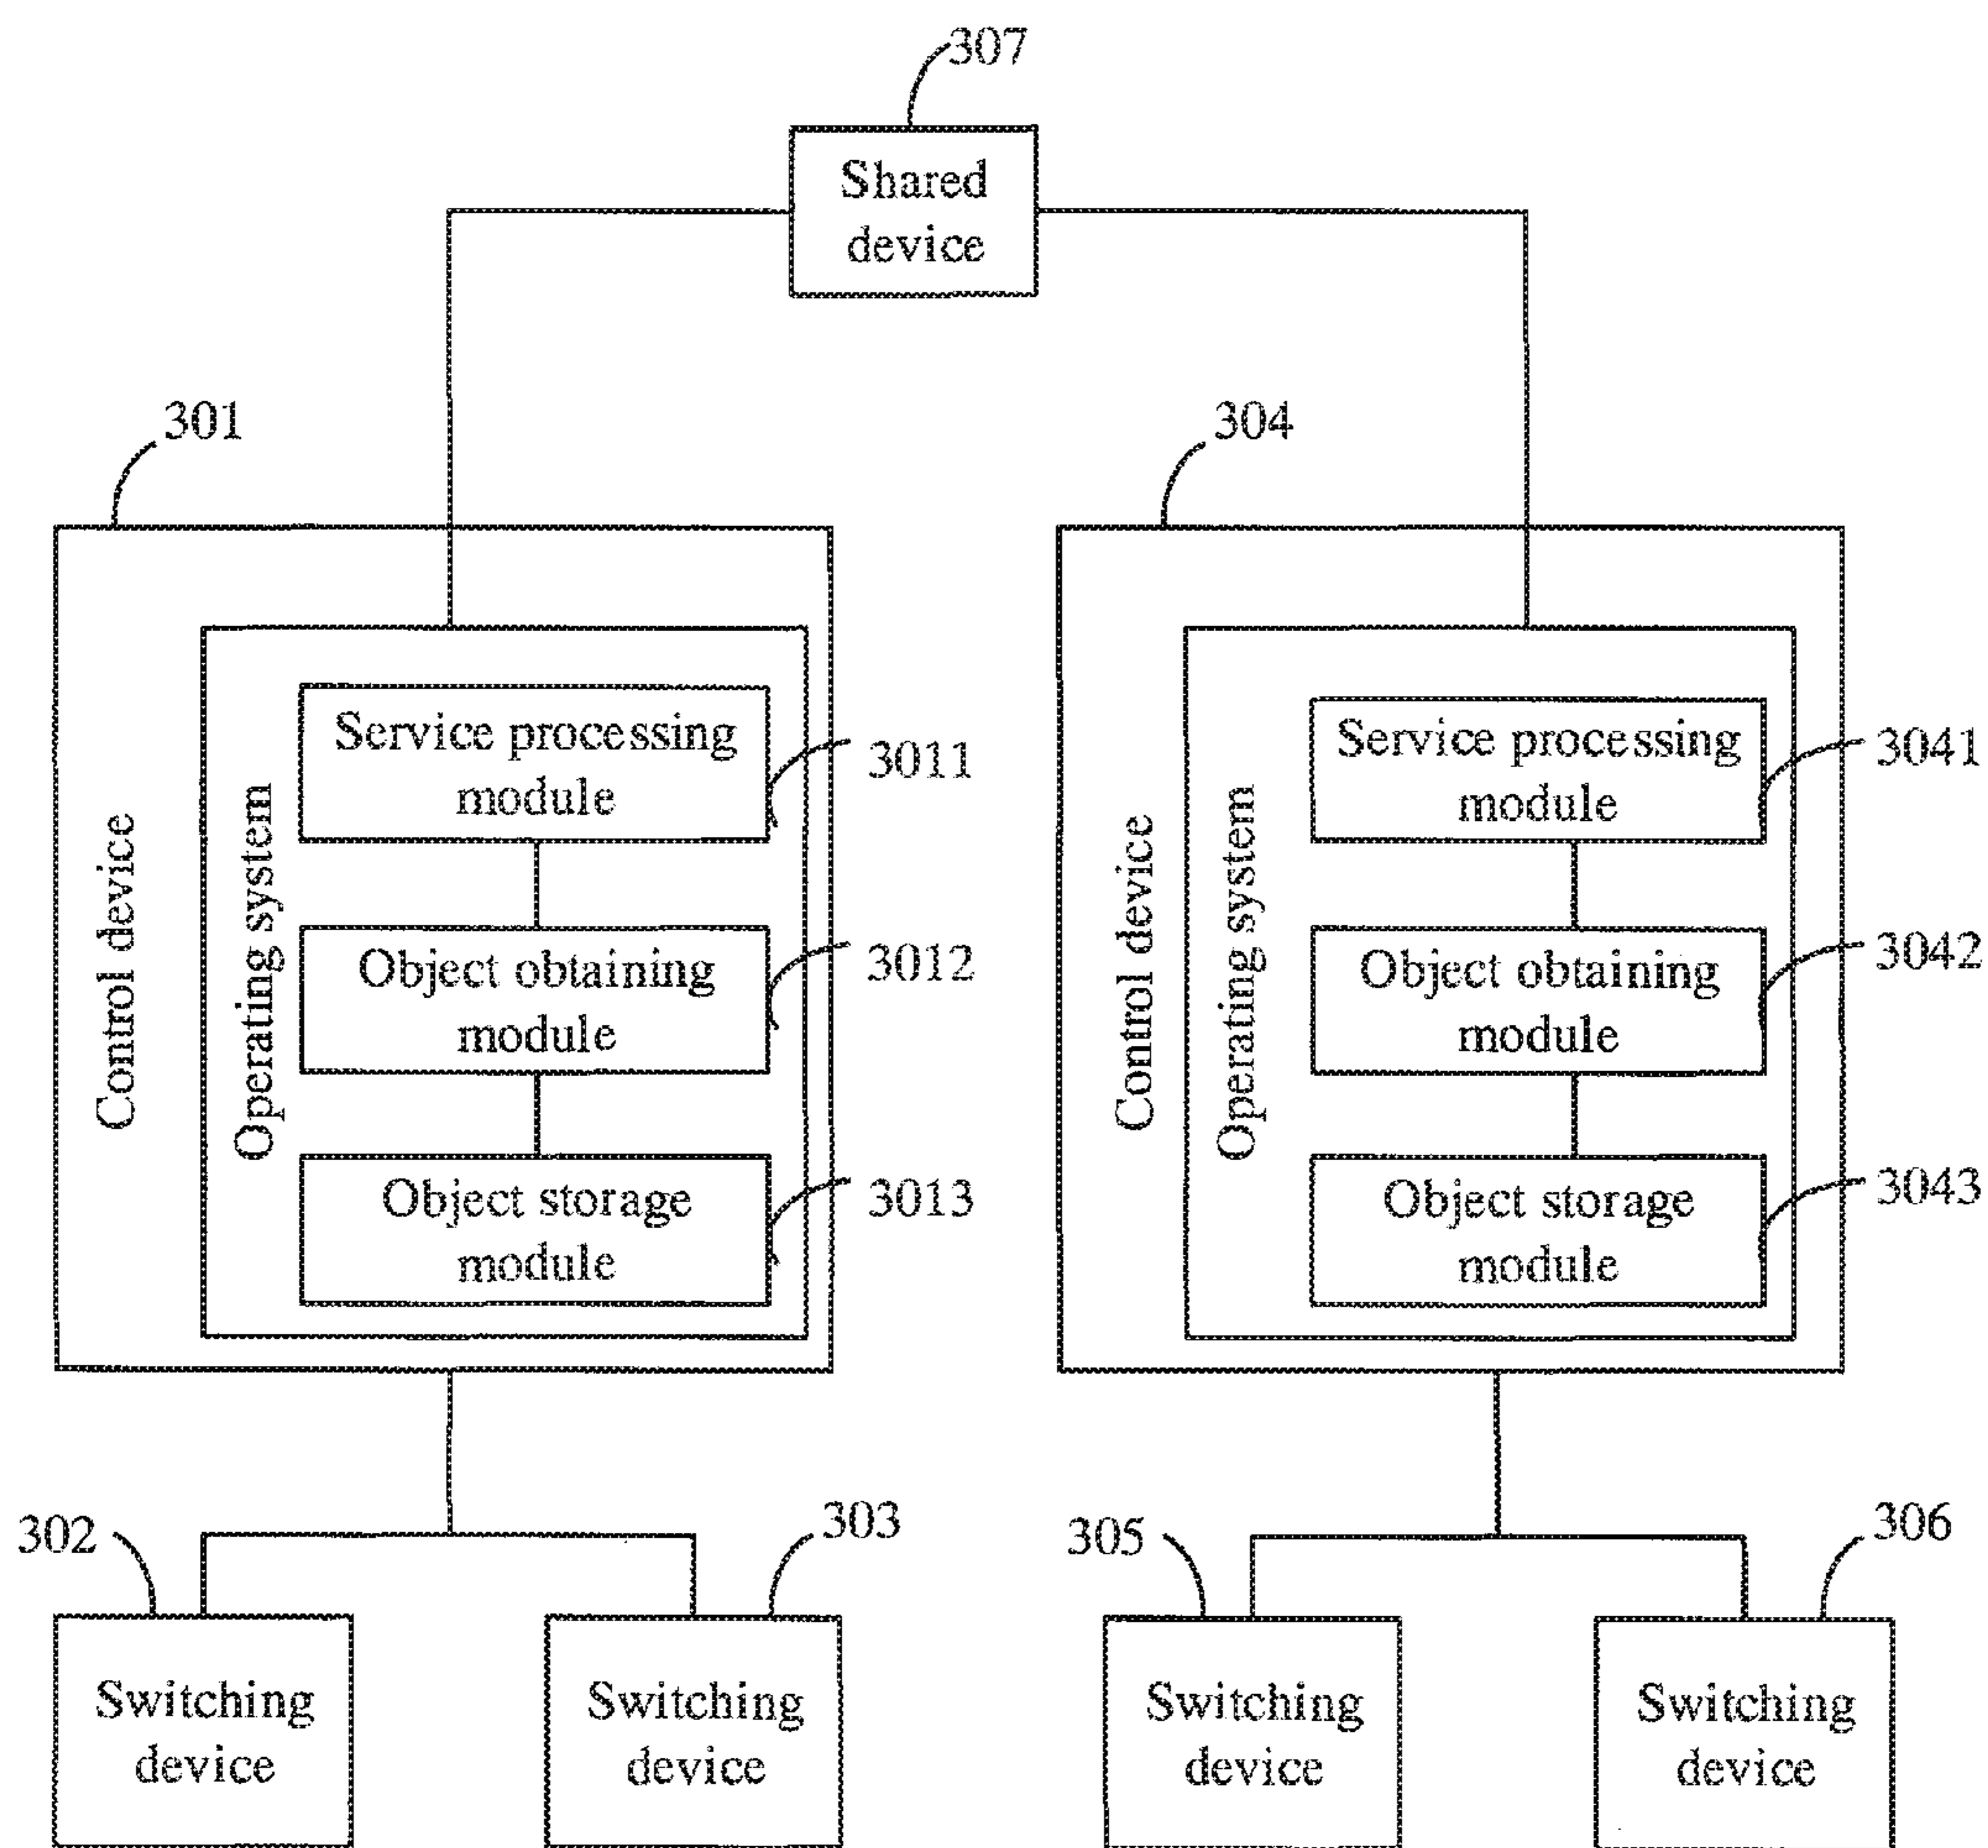 307
Shared
device
301
304
Control device
Operating system
Service processing
module
3011
Object obtaining
module
3012
Object storage
module
3013
Control device
Operating system
Service processing
module
3041
Object obtaining
module
3042
Object storage
module
3043
302
303
305
306
Switching
device
Switching
device
Switching
device
Switching
device